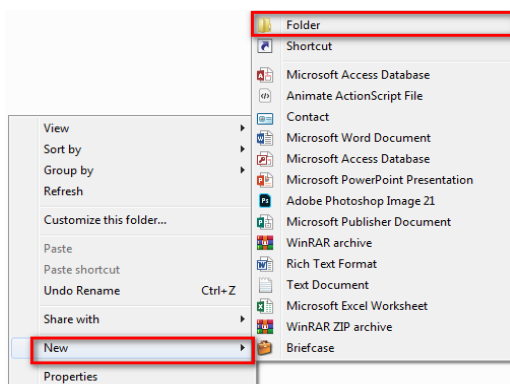 View
Sort by
Group by
Refresh
Customize this folder...
Paste
Paste shortcut
Undo Rename Ctrl+Z
Share with
New
Properties
Folder
Shortcut
Microsoft Access Database
Animate ActionScript File
Contact
Microsoft Word Document
Microsoft Access Database
Microsoft PowerPoint Presentation
Adobe Photoshop Image 21
Microsoft Publisher Document
WinRAR archive
Rich Text Format
Text Document
Microsoft Excel Worksheet
WinRAR ZIP archive
Briefcase